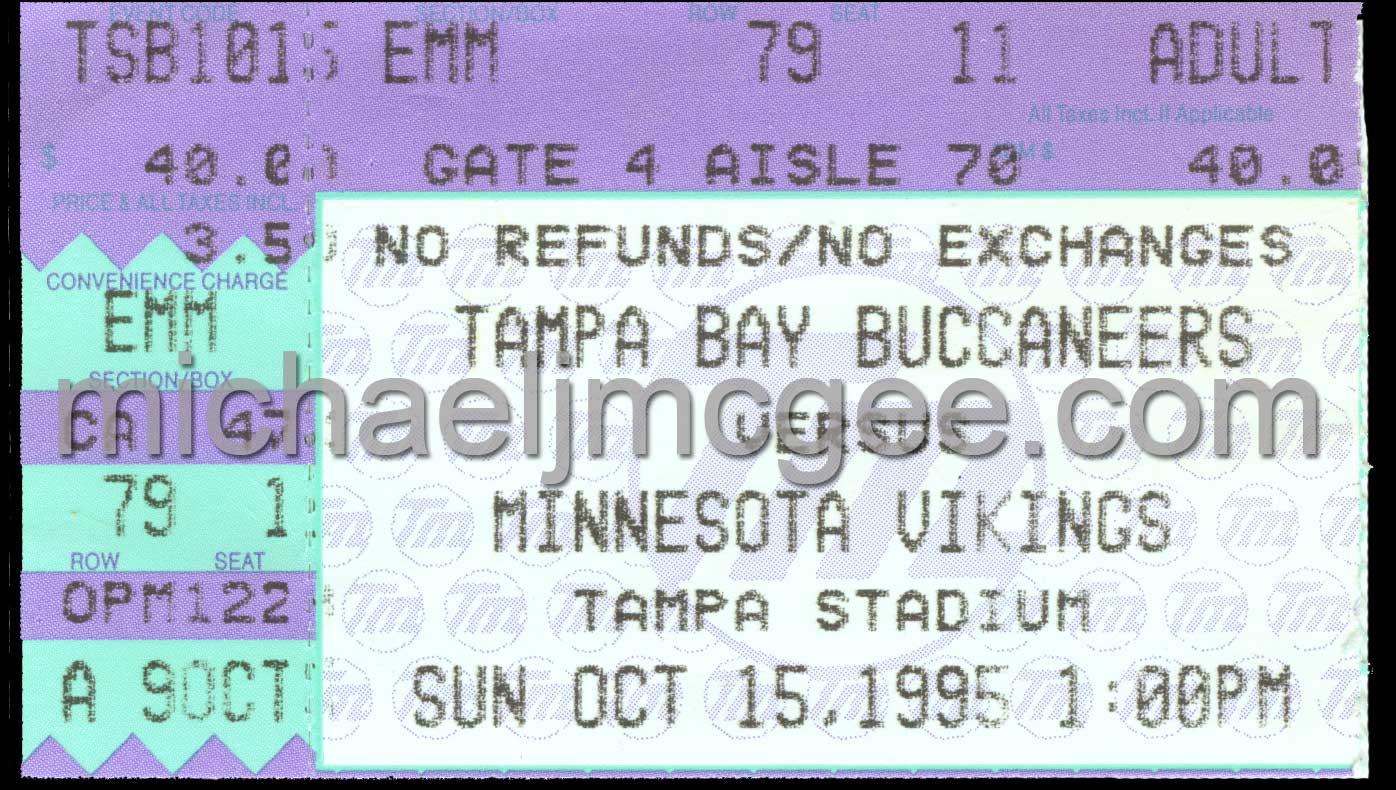 EVENT CODE SECTION/BOX ROW SEAT
TSB101 EMM 79 11 ADULT
All Taxes Incl. If Applicable
$ 40.0 GATE 4 AISLE 70 40.0
PRICE & ALL TAXES INCL.
3.5 NO REFUNDS/NO EXCHANGES
CONVENIENCE CHARGE
EMM TAMPA BAY BUCCANEERS
SECTION/BOX
michaeljmcgee.com
CA 47 VERSUS
79 1 MINNESOTA VIKINGS
ROW SEAT
OPM122 TAMPA STADIUM
A 9OCT SUN OCT 15,1995 1:00PM